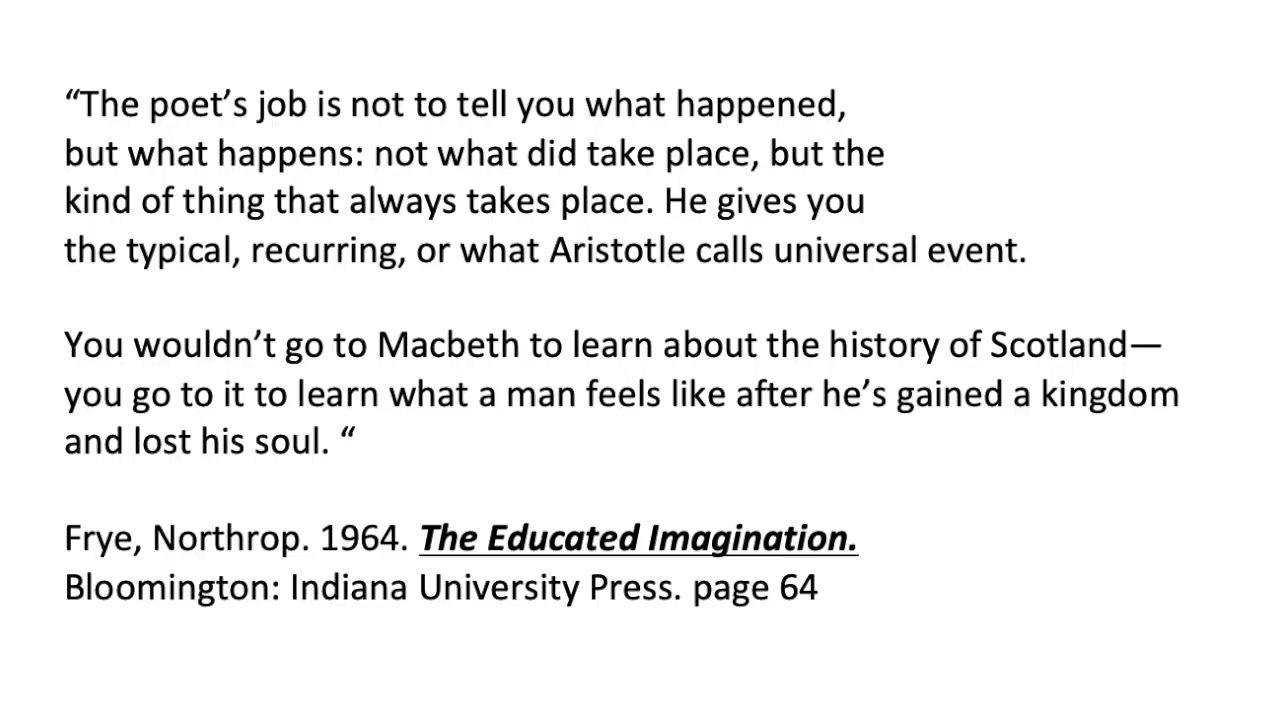 “The poet’s job is not to tell you what happened,
but what happens: not what did take place, but the
kind of thing that always takes place. He gives you
the typical, recurring, or what Aristotle calls universal event.
You wouldn’t go to Macbeth to learn about the history of Scotland—
you go to it to learn what a man feels like after he’s gained a kingdom
and lost his soul. “
Frye, Northrop. 1964. The Educated Imagination.
Bloomington: Indiana University Press. page 64